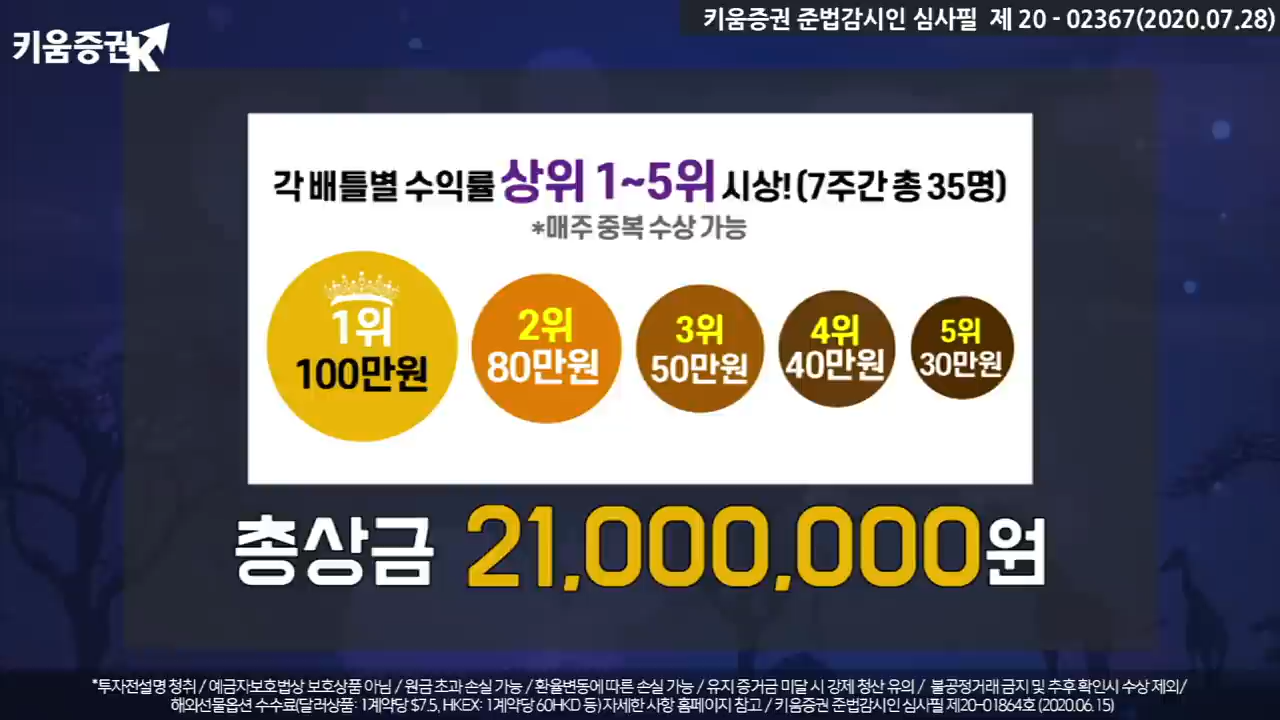 키움증권 준법감시인 심사필 제 20 - 02367(2020.07.28)
키움증권
각 배틀별 수익률 상위 1~5위 시상! (7주간 총 35명)
*매주 중복 수상 가능
1위
100만원
2위
80만원
3위
50만원
4위
40만원
5위
30만원
총상금 21,000,000원
*투자전설명 청취 / 예금자보호법상 보호상품 아님 / 원금 초과 손실 가능 / 환율변동에 따른 손실 가능 / 유지 증거금 미달 시 강제 청산 유의 / 불공정거래 금지 및 추후 확인시 수상 제외/
해외선물옵션 수수료(달러상품: 1계약당 $7.5, HKEX: 1계약당 60HKD 등)자세한 사항 홈페이지 참고 / 키움증권 준법감시인 심사필 제20-01864호 (2020.06.15)